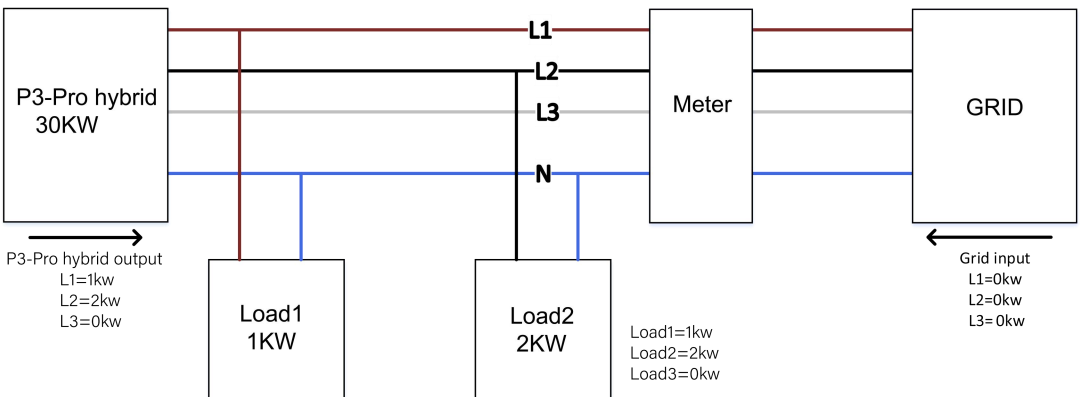 L1
L2
L3
N
P3-Pro hybrid
30KW
Meter
GRID
P3-Pro hybrid output
L1=1kw
L2=2kw
L3=0kw
Load1
1KW
Load2
2KW
Load1=1kw
Load2=2kw
Load3=0kw
Grid input
L1=0kw
L2=0kw
L3= 0kw